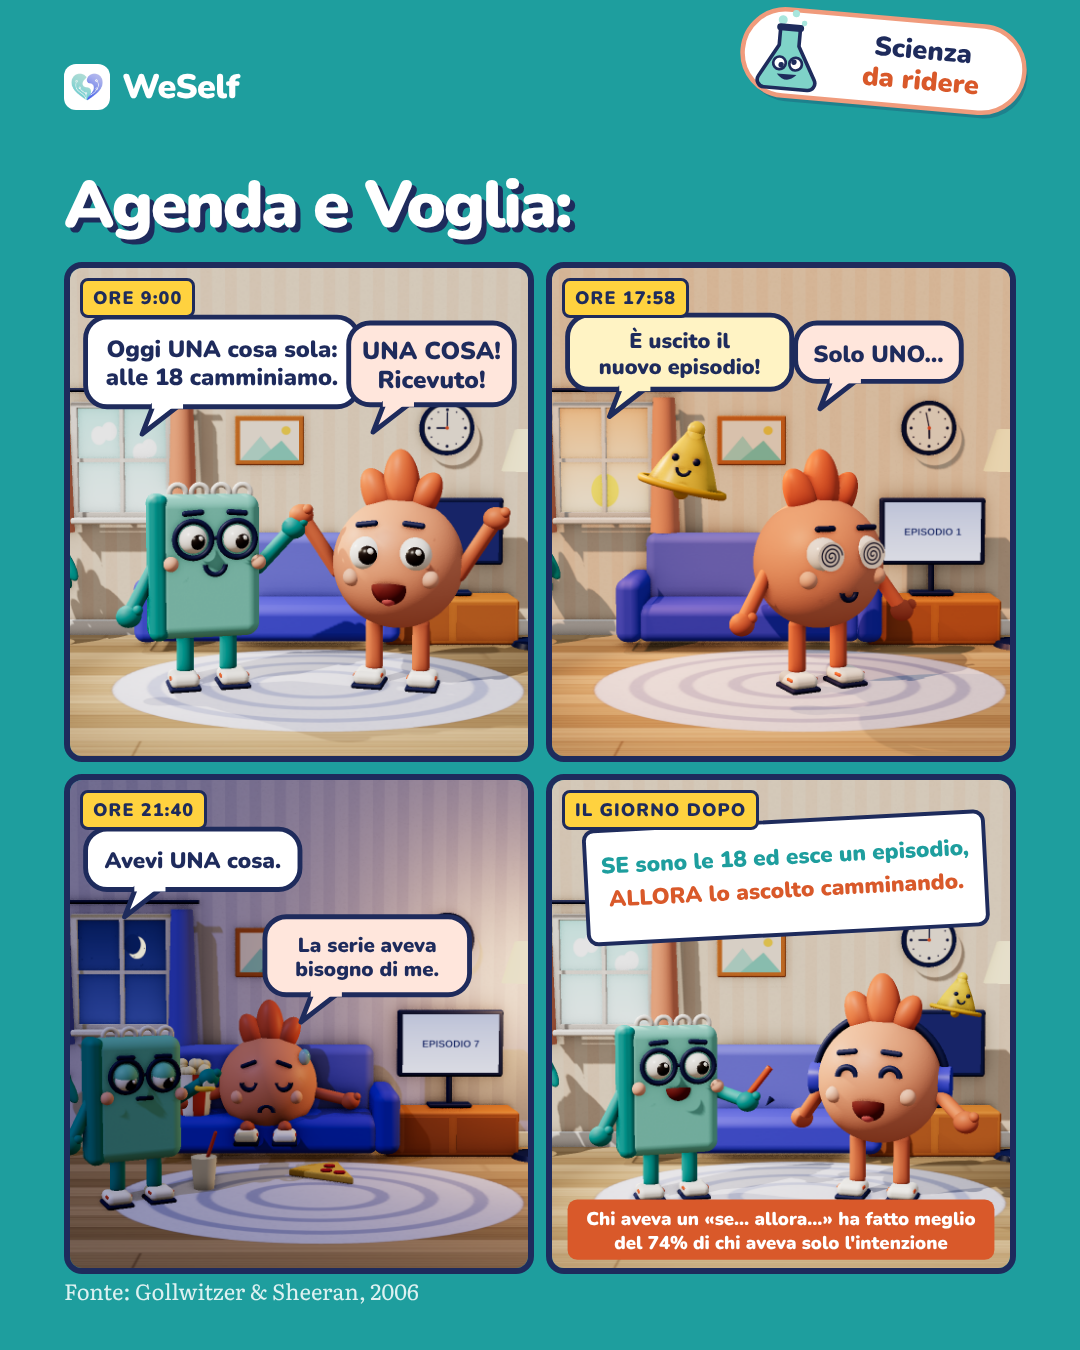 WeSelf
Scienza
da ridere
Agenda e Voglia:
ORE 9:00
Oggi UNA cosa sola:
alle 18 camminiamo.
UNA COSA!
Ricevuto!
ORE 17:58
È uscito il
nuovo episodio!
Solo UNO...
EPISODIO 1
ORE 21:40
Avevi UNA cosa.
La serie aveva
bisogno di me.
EPISODIO 7
IL GIORNO DOPO
SE sono le 18 ed esce un episodio,
ALLORA lo ascolto camminando.
Chi aveva un «se... allora...» ha fatto meglio
del 74% di chi aveva solo l'intenzione
Fonte: Gollwitzer & Sheeran, 2006